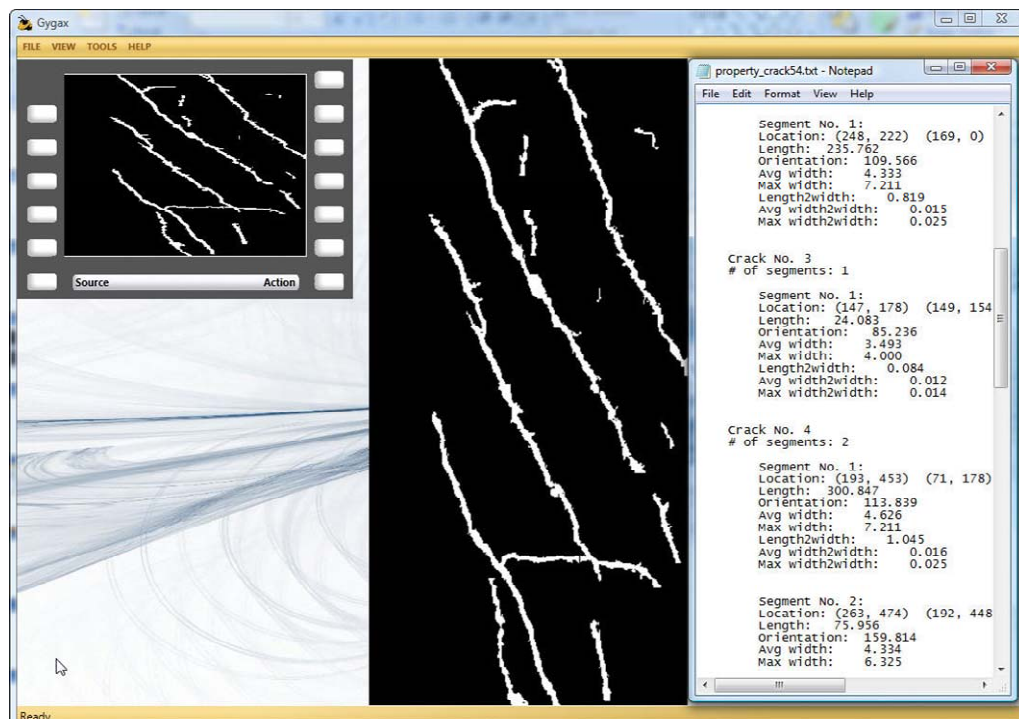 Gygax
FILE VIEW TOOLS HELP
Source Action
property_crack54.txt - Notepad
File Edit Format View Help
Segment No. 1:
Location: (248, 222) (169, 0)
Length: 235.762
Orientation: 109.566
Avg width: 4.333
Max width: 7.211
Length2width: 0.819
Avg width2width: 0.015
Max width2width: 0.025
Crack No. 3
# of segments: 1
Segment No. 1:
Location: (147, 178) (149, 154
Length: 24.083
Orientation: 85.236
Avg width: 3.493
Max width: 4.000
Length2width: 0.084
Avg width2width: 0.012
Max width2width: 0.014
Crack No. 4
# of segments: 2
Segment No. 1:
Location: (193, 453) (71, 178)
Length: 300.847
Orientation: 113.839
Avg width: 4.626
Max width: 7.211
Length2width: 1.045
Avg width2width: 0.016
Max width2width: 0.025
Segment No. 2:
Location: (263, 474) (192, 448
Length: 75.956
Orientation: 159.814
Avg width: 4.334
Max width: 6.325
Ready